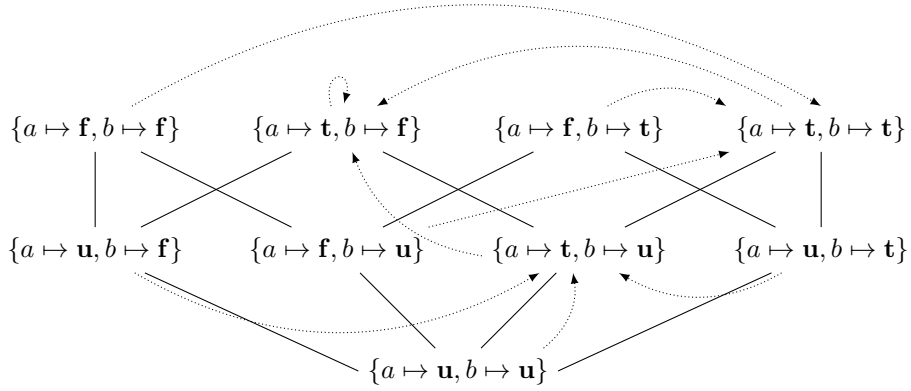 {a ↦ f, b ↦ f} {a ↦ t, b ↦ f} {a ↦ f, b ↦ t} {a ↦ t, b ↦ t}
{a ↦ u, b ↦ f} {a ↦ f, b ↦ u} {a ↦ t, b ↦ u} {a ↦ u, b ↦ t}
{a ↦ u, b ↦ u}